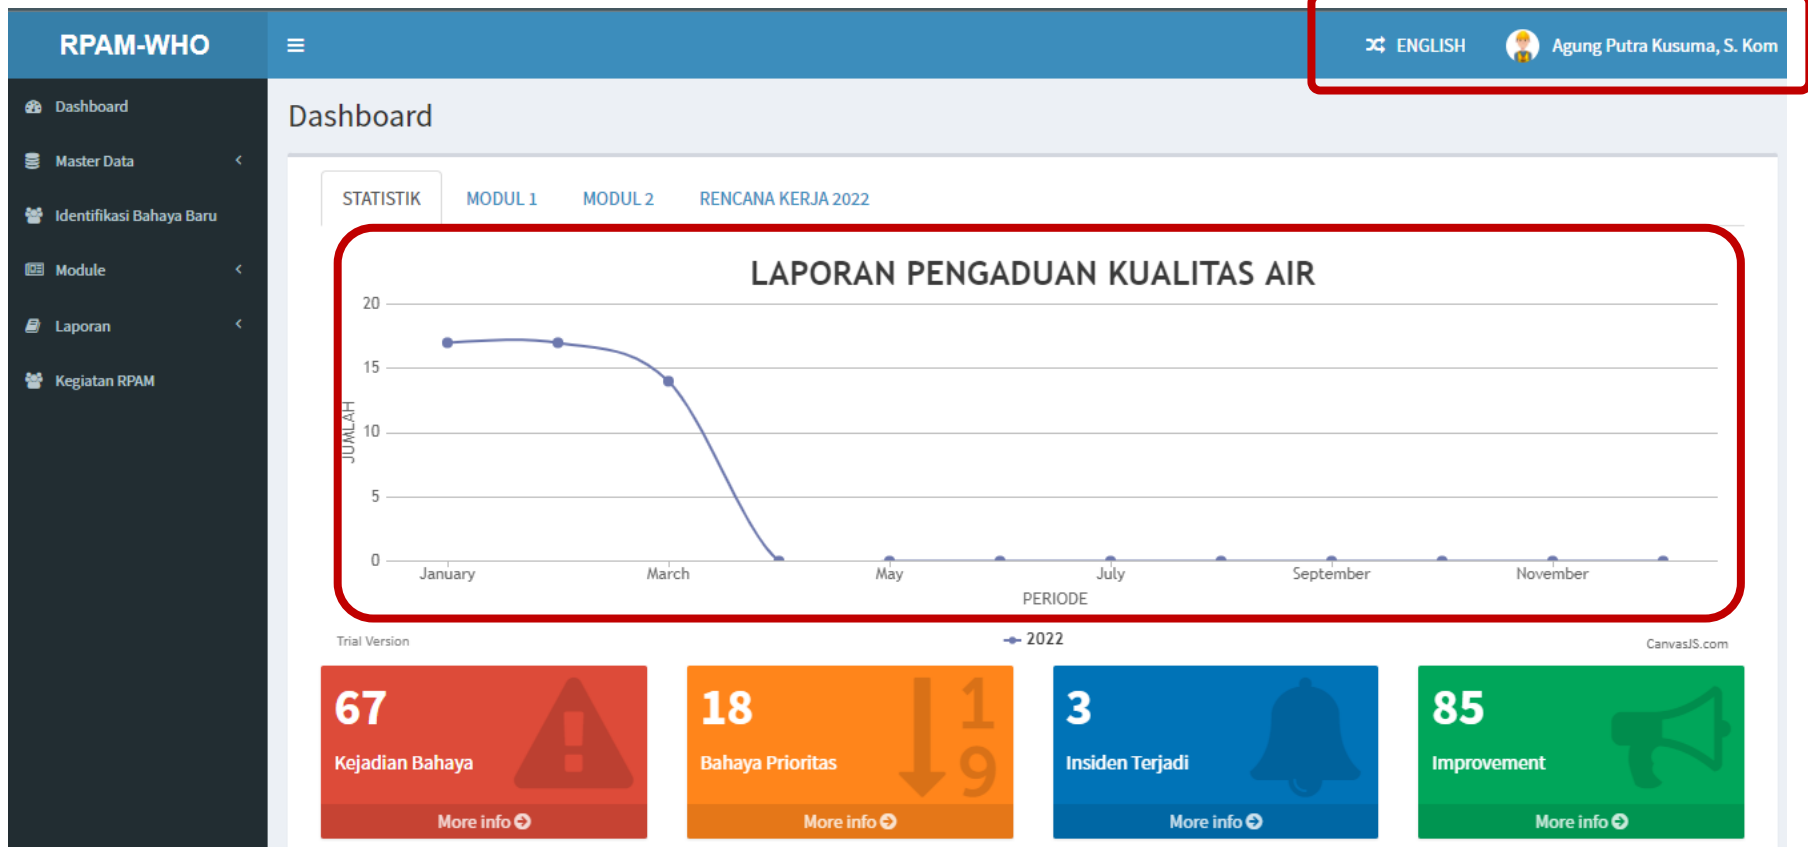 RPAM-WHO
ENGLISH
Agung Putra Kusuma, S. Kom
Dashboard
Master Data
Identifikasi Bahaya Baru
Module
Laporan
Kegiatan RPAM
Dashboard
STATISTIK MODUL 1 MODUL 2 RENCANA KERJA 2022
LAPORAN PENGADUAN KUALITAS AIR
JUMLAH
20
15
10
5
0
January March May July September November
PERIODE
Trial Version
2022
CanvasJS.com
67
Kejadian Bahaya
More info
18
Bahaya Prioritas
1
9
More info
3
Insiden Terjadi
More info
85
Improvement
More info